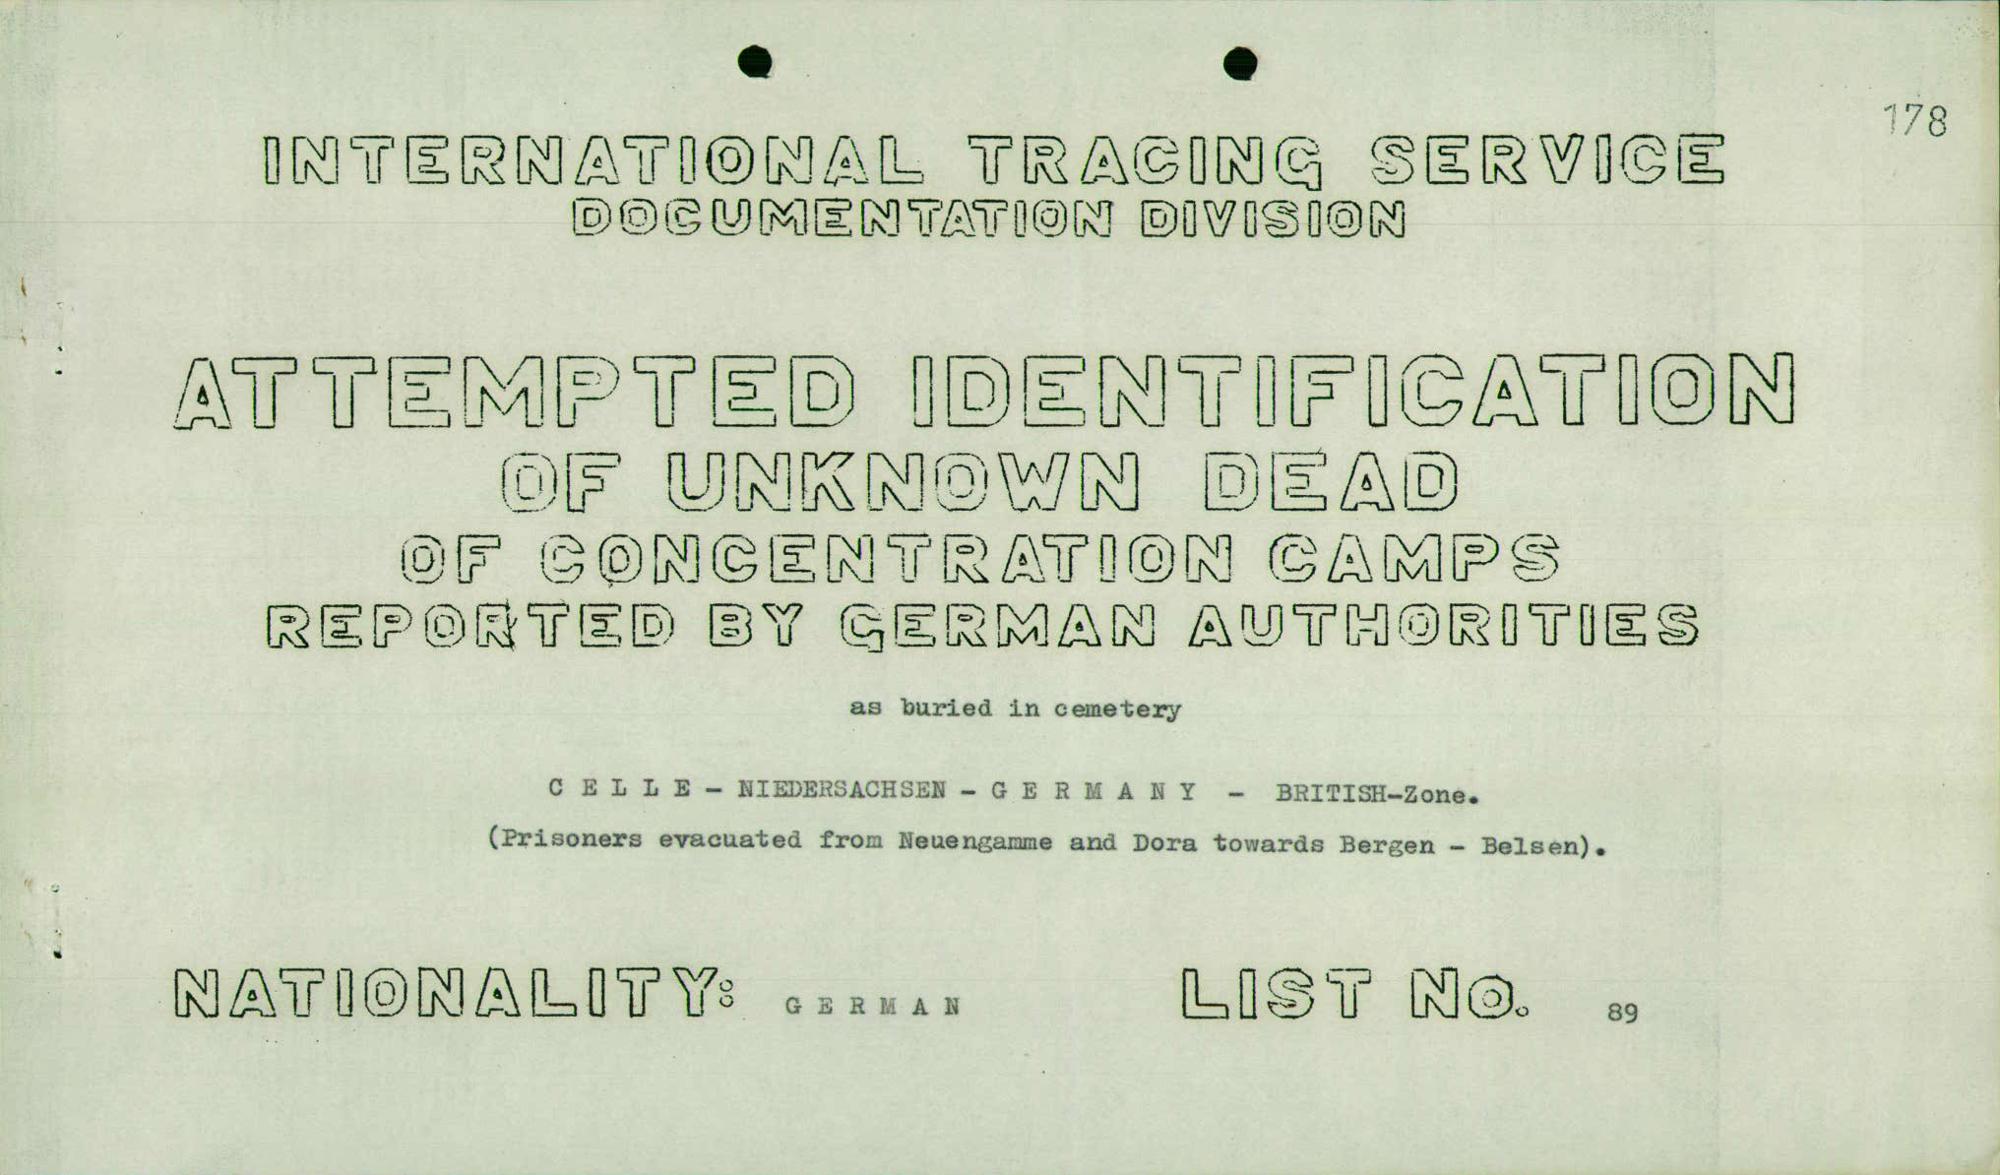 178
INTERNATIONAL TRACING SERVICE
DOCUMENTATION DIVISION
ATTEMPTED IDENTIFICATION
OF UNKNOWN DEAD
OF CONCENTRATION CAMPS
REPORTED BY GERMAN AUTHORITIES
as buried in cemetery
C E L L E - NIEDERSACHSEN - G E R M A N Y - BRITISH-Zone.
(Prisoners evacuated from Neuengamme and Dora towards Bergen - Belsen).
NATIONALITY: G E R M A N LIST No. 89